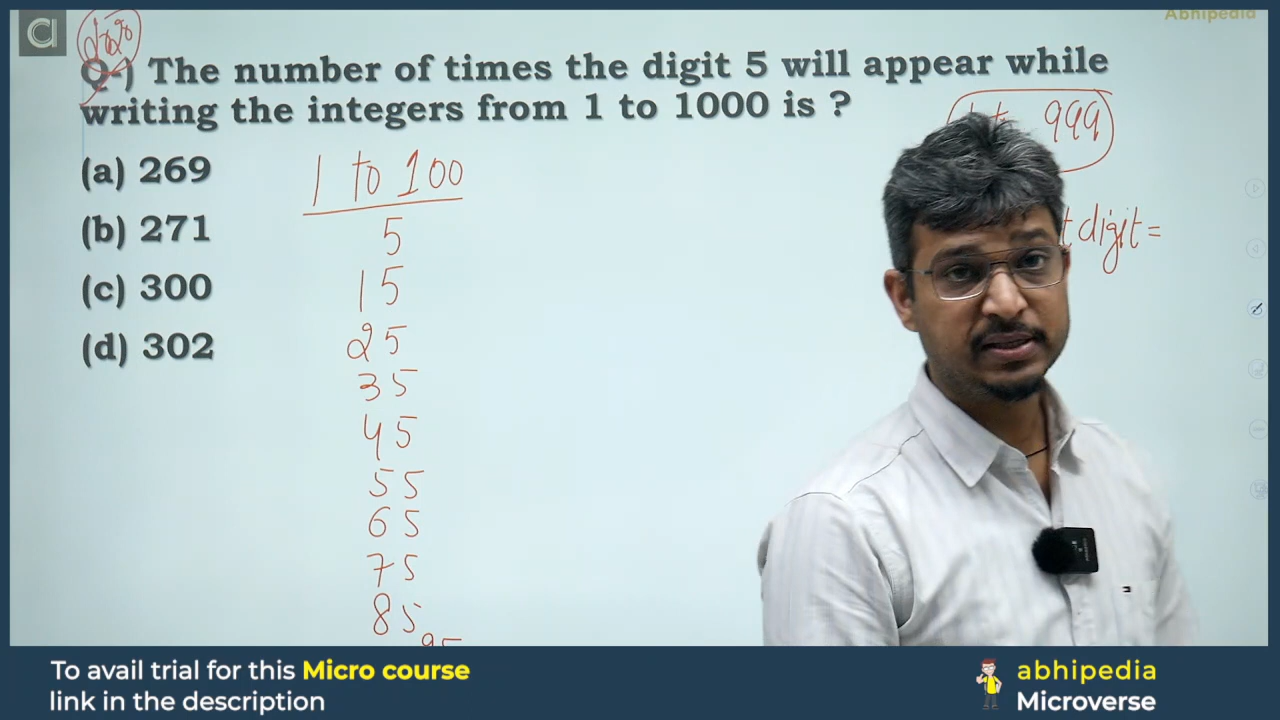 Abhipedia
Q-) The number of times the digit 5 will appear while
writing the integers from 1 to 1000 is ?
(a) 269
(b) 271
(c) 300
(d) 302
1 to 100
5
15
25
35
45
55
65
75
85
95
999
digit =
To avail trial for this Micro course
link in the description
abhipedia
Microverse